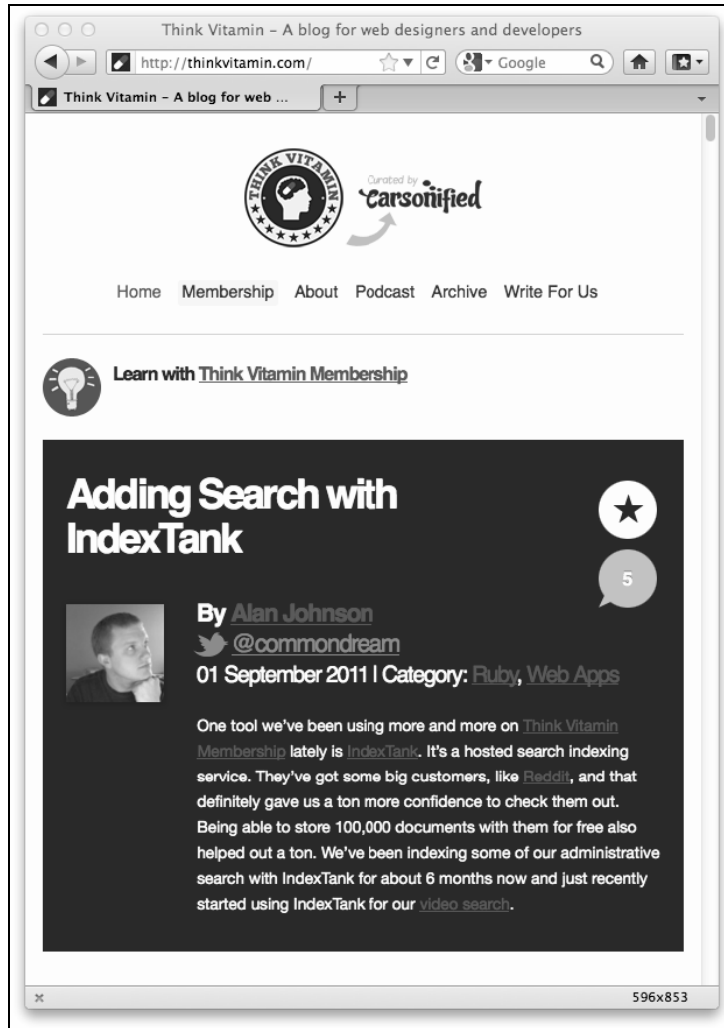 Think Vitamin – A blog for web designers and developers
http://thinkvitamin.com/
Google
Think Vitamin – A blog for web ...
THINK VITAMIN
Curated by
Carsonified
Home Membership About Podcast Archive Write For Us
Learn with Think Vitamin Membership
Adding Search with
IndexTank
5
By Alan Johnson
@commondream
01 September 2011 | Category: Ruby, Web Apps
One tool we've been using more and more on Think Vitamin
Membership lately is IndexTank. It's a hosted search indexing
service. They've got some big customers, like Reddit, and that
definitely gave us a ton more confidence to check them out.
Being able to store 100,000 documents with them for free also
helped out a ton. We've been indexing some of our administrative
search with IndexTank for about 6 months now and just recently
started using IndexTank for our video search.
596x853